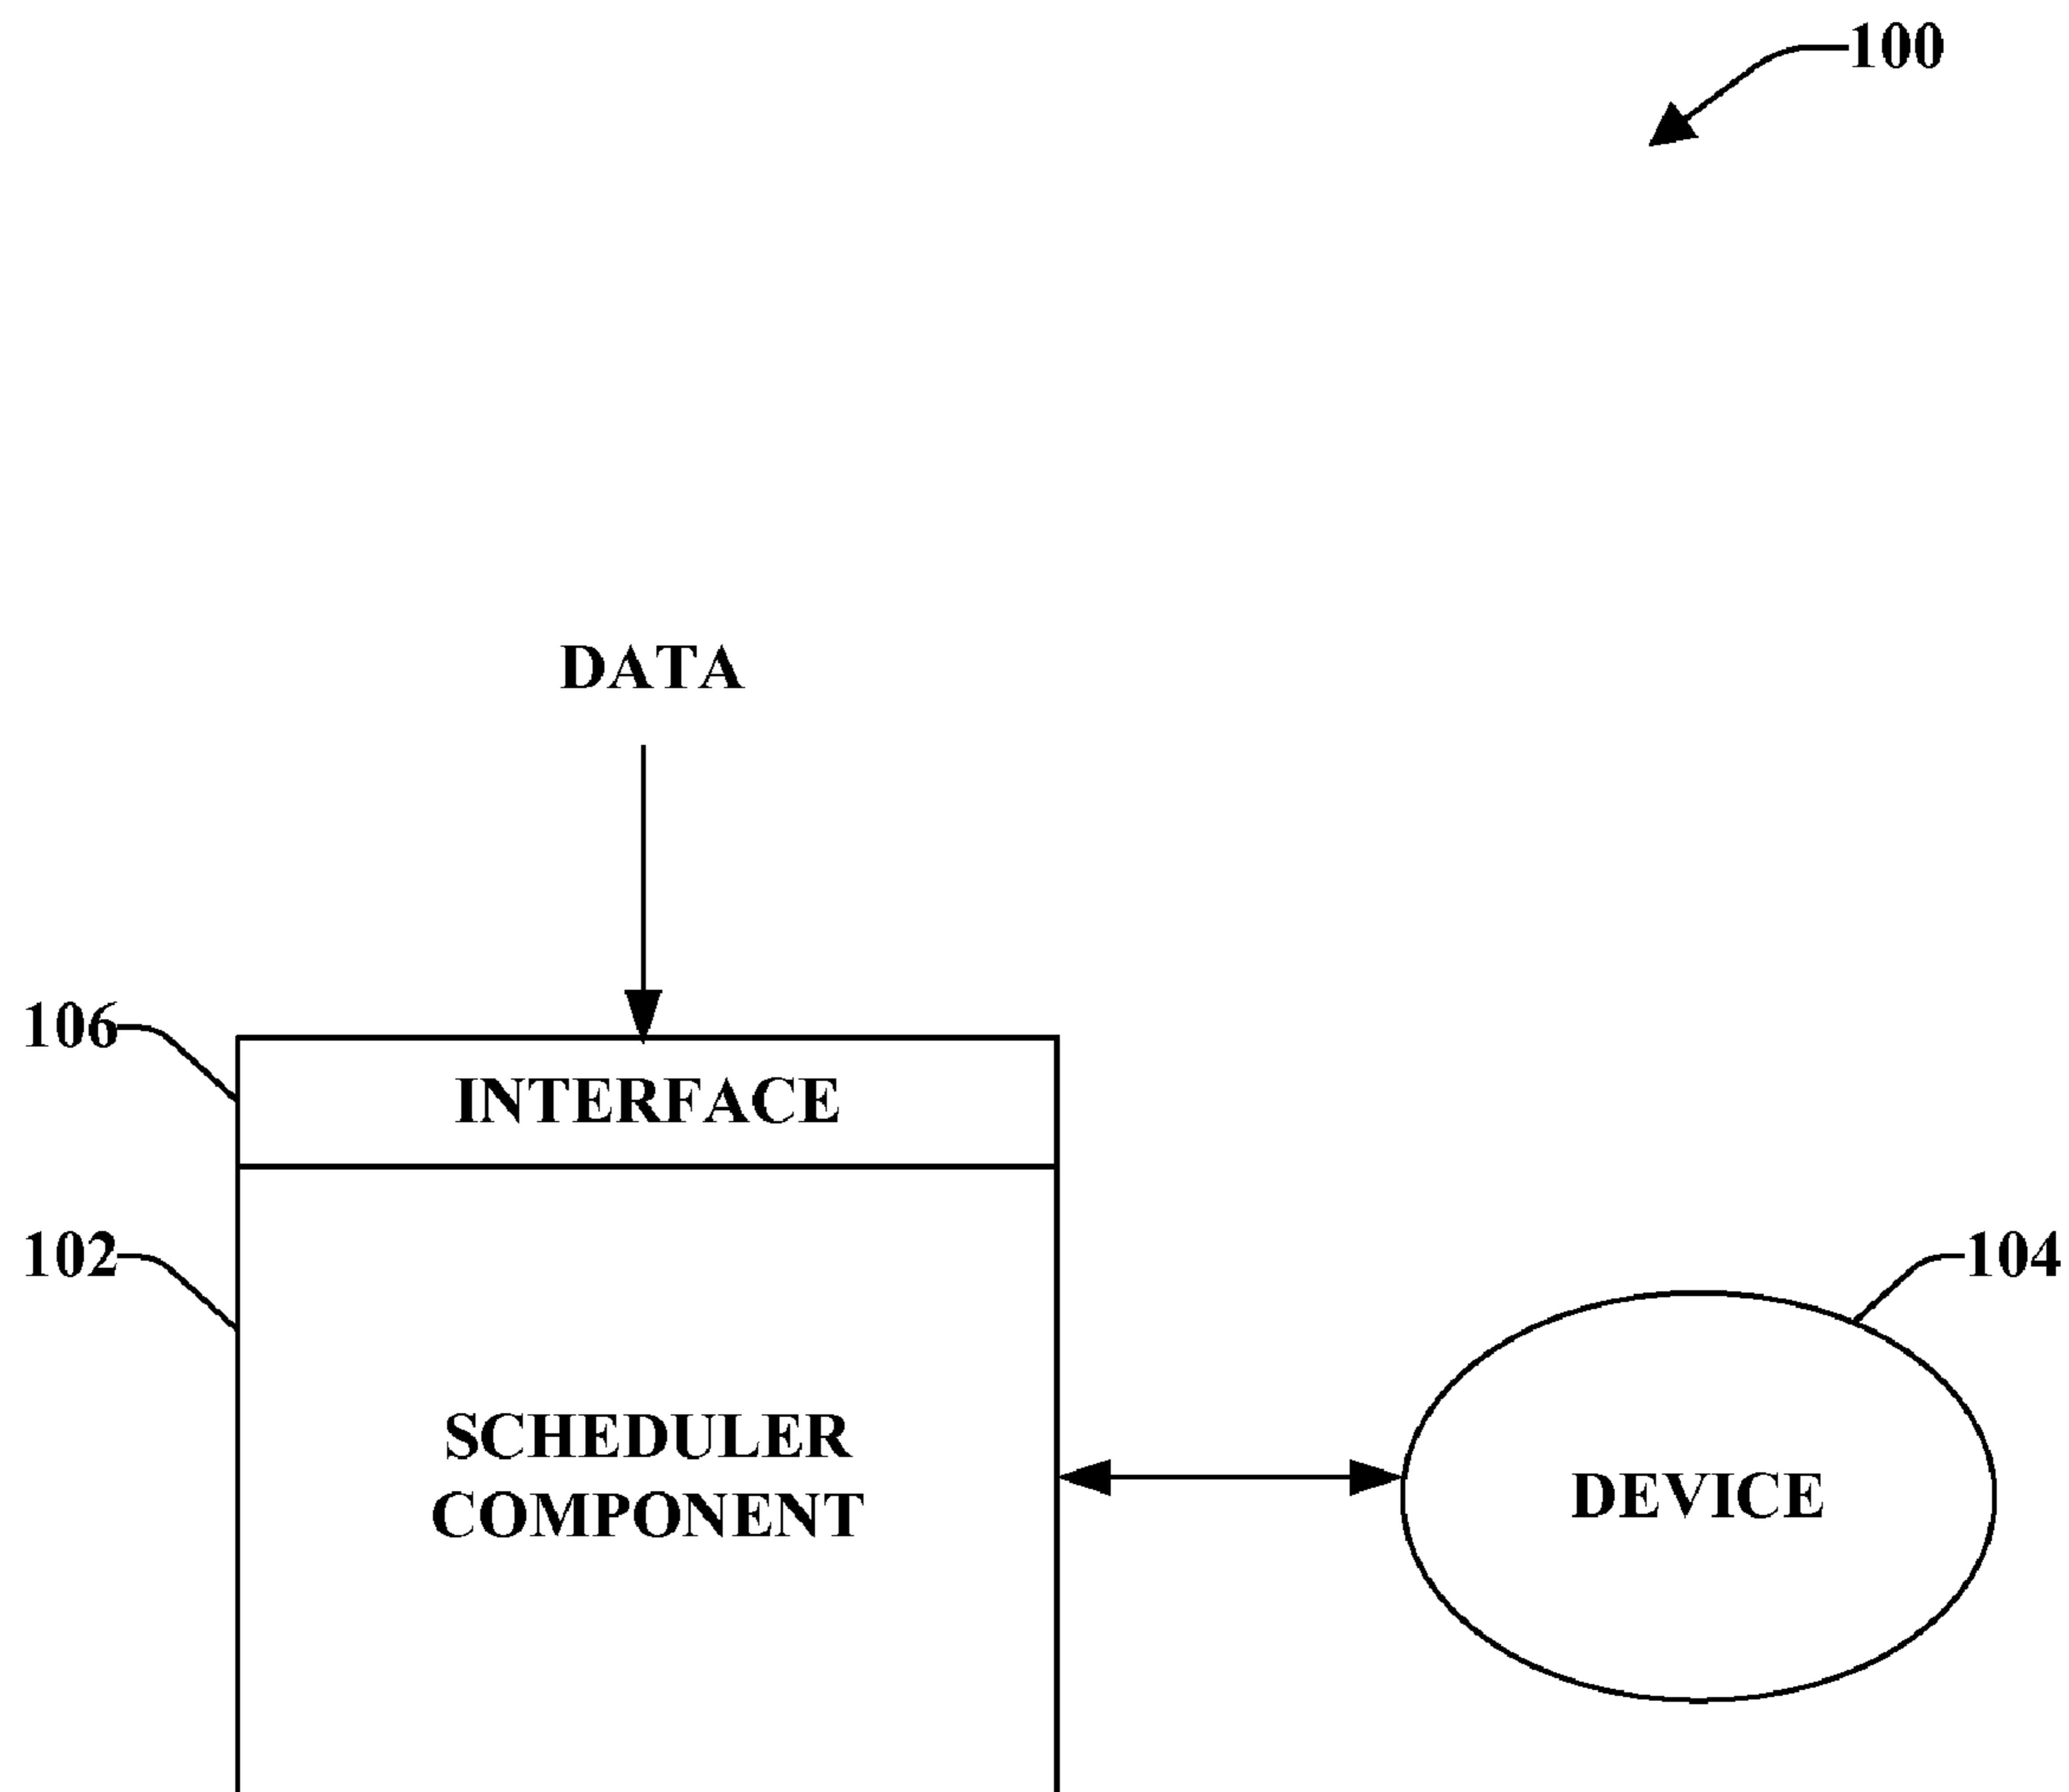 100
DATA
106
INTERFACE
102
104
SCHEDULER
COMPONENT
DEVICE